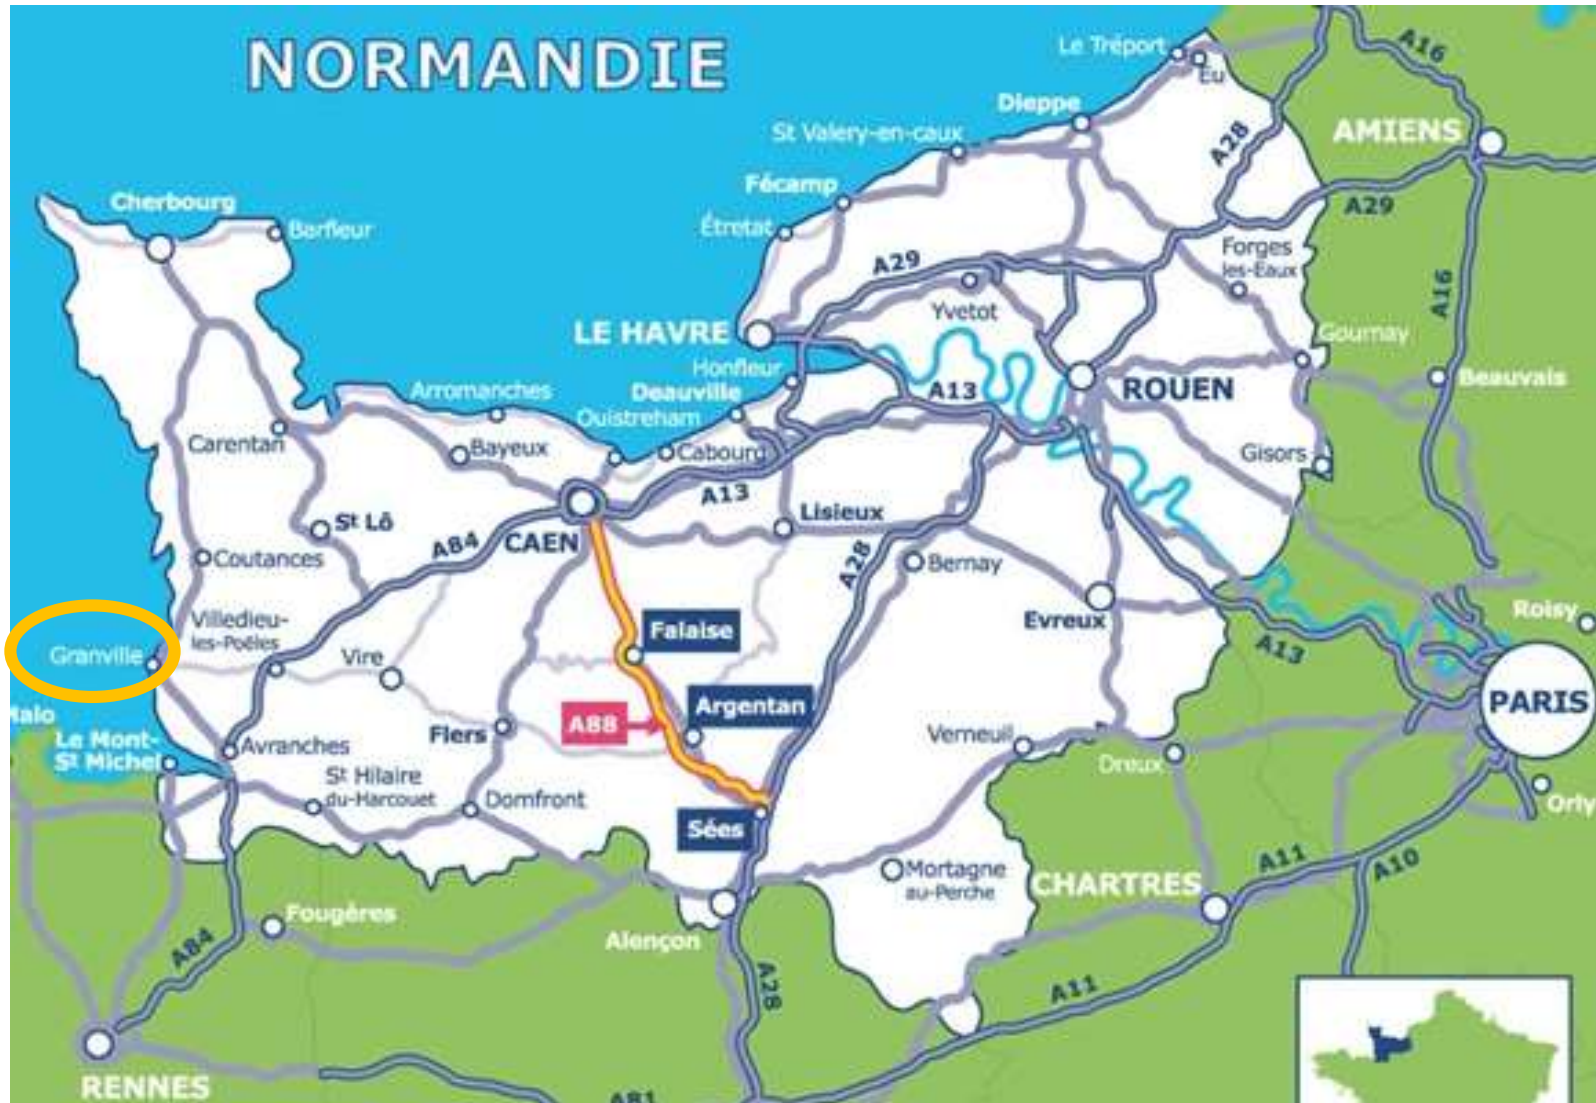 NORMANDIE
Le Tréport
Eu
A16
Dieppe
St Valery-en-caux
A28
AMIENS
Fécamp
Cherbourg
Barfleur
Étretat
A29
A29
Forges
les-Eaux
A16
Yvetot
LE HAVRE
Gournay
Honfleur
Arromanches
Deauville
A13
ROUEN
Beauvais
Ouistreham
Carentan
Bayeux
Cabourg
Gisors
A13
St Lô
Lisieux
A84
CAEN
A28
Coutances
Bernay
Villedieu-
les-Poêles
Falaise
Evreux
Roisy
Granville
Vire
A13
Argentan
PARIS
A88
Malo
Flers
Verneuil
Le Mont-
St Michel
Avranches
Dreux
St Hilaire
du-Harcouet
Domfront
Orly
Sées
A11
A10
Mortagne
au-Perche
CHARTRES
Fougères
Alençon
A84
A28
A11
RENNES
A81